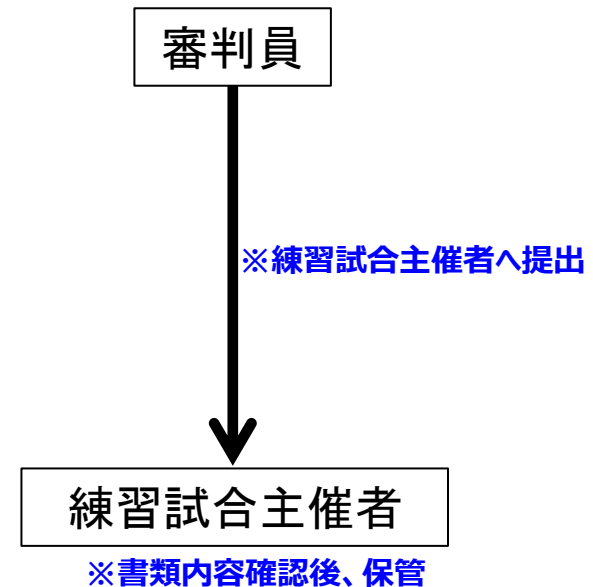 審判員
※練習試合主催者へ提出
練習試合主催者
※書類内容確認後、保管